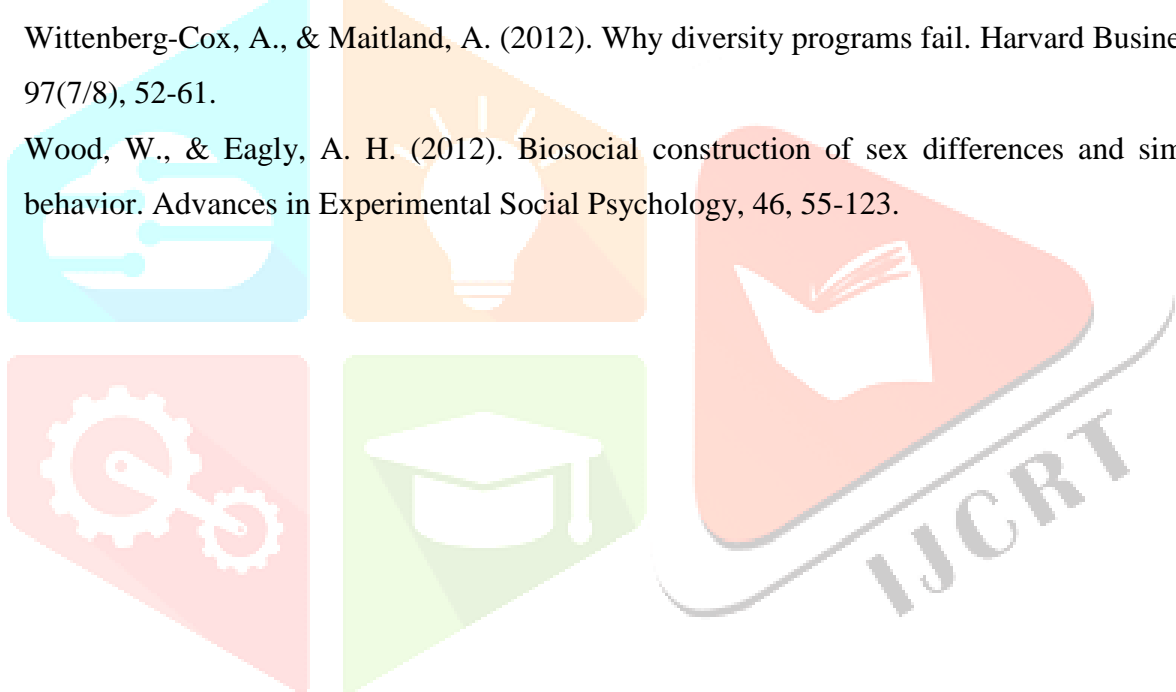 Wittenberg-Cox, A., & Maitland, A. (2012). Why diversity programs fail. Harvard Busine
97(7/8), 52-61.
Wood, W., & Eagly, A. H. (2012). Biosocial construction of sex differences and sim
behavior. Advances in Experimental Social Psychology, 46, 55-123.
IJCRT